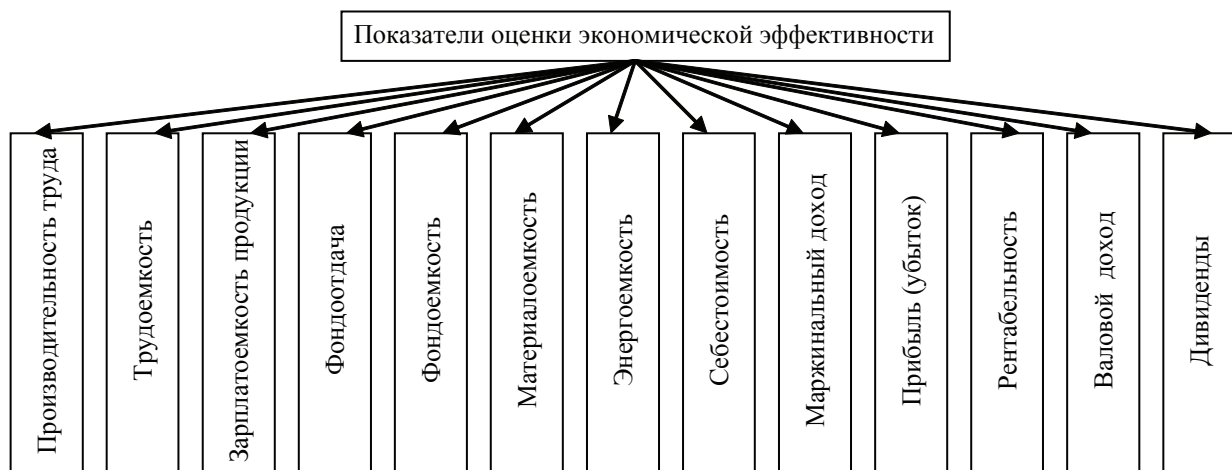 Показатели оценки экономической эффективности
Производительность труда
Трудоемкость
Зарплатоемкость продукции
Фондоотдача
Фондоемкость
Материалоемкость
Энергоемкость
Себестоимость
Маржинальный доход
Прибыль (убыток)
Рентабельность
Валовой доход
Дивиденды